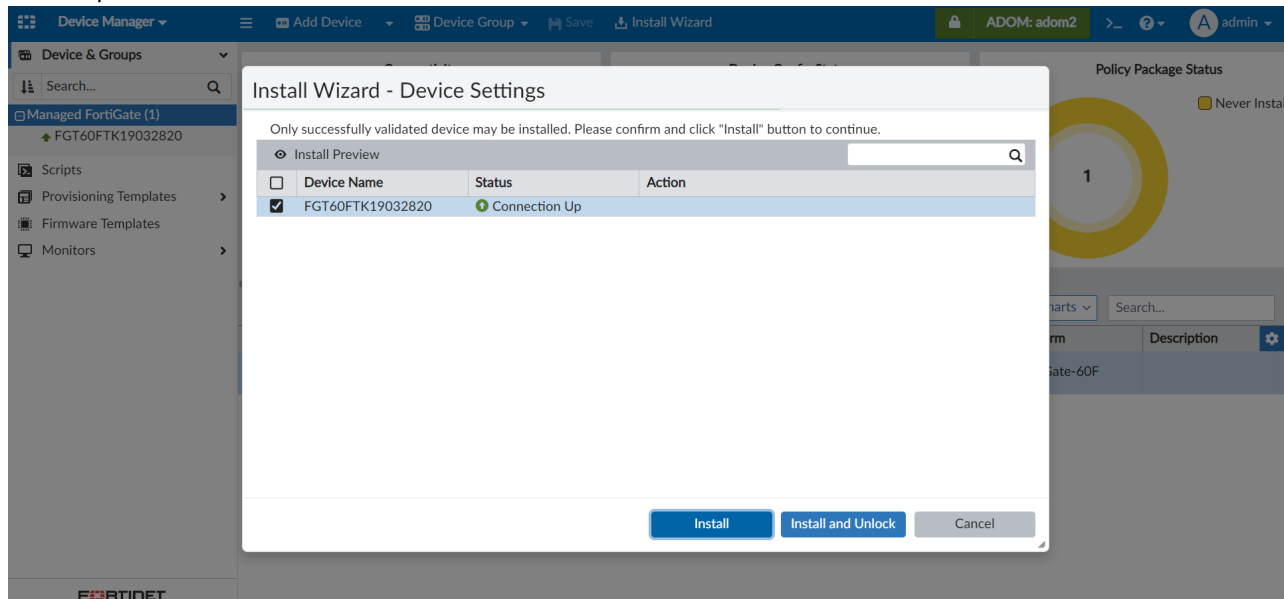 Device Manager
Add Device
Device Group
Save
Install Wizard
ADOM: adom2
>_
A
admin
Device & Groups
Search...
Managed FortiGate (1)
FGT60FTK19032820
Scripts
Provisioning Templates
Firmware Templates
Monitors
Policy Package Status
Never Insta
1
Install Wizard - Device Settings
Only successfully validated device may be installed. Please confirm and click "Install" button to continue.
Install Preview
Device Name Status Action
FGT60FTK19032820 Connection Up
Install Install and Unlock Cancel
harts
Search...
rm Description
Gate-60F